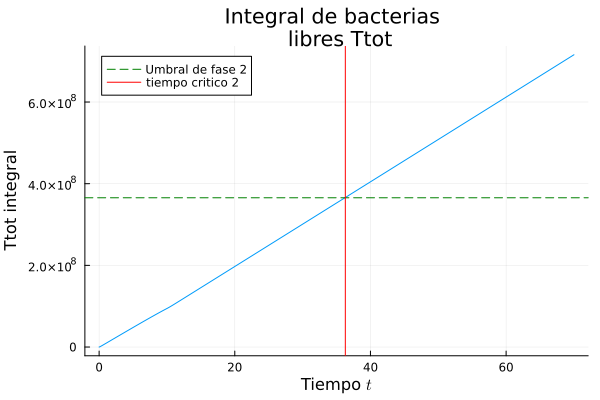 Integral de bacterias
libres Ttot
Umbral de fase 2
tiempo critico 2
Ttot integral
6.0×10⁸
4.0×10⁸
2.0×10⁸
0
0 20 40 60
Tiempo t